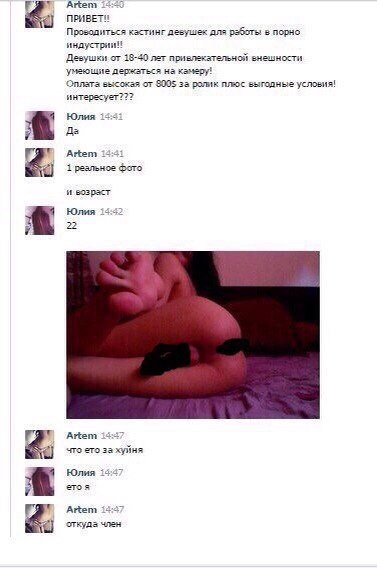 Artem 14:40
ПРИВЕТ!!
Проводиться кастинг девушек для работы в порно
индустрии!!
Девушки от 18-40 лет привлекательной внешности
умеющие держаться на камеру!
Оплата высокая от 800$ за ролик плюс выгодные условия!
интересует???
Юлия 14:41
Да
Artem 14:41
1 реальное фото
и возраст
Юлия 14:42
22
Artem 14:47
что ето за хуйня
Юлия 14:47
ето я
Artem 14:47
откуда член